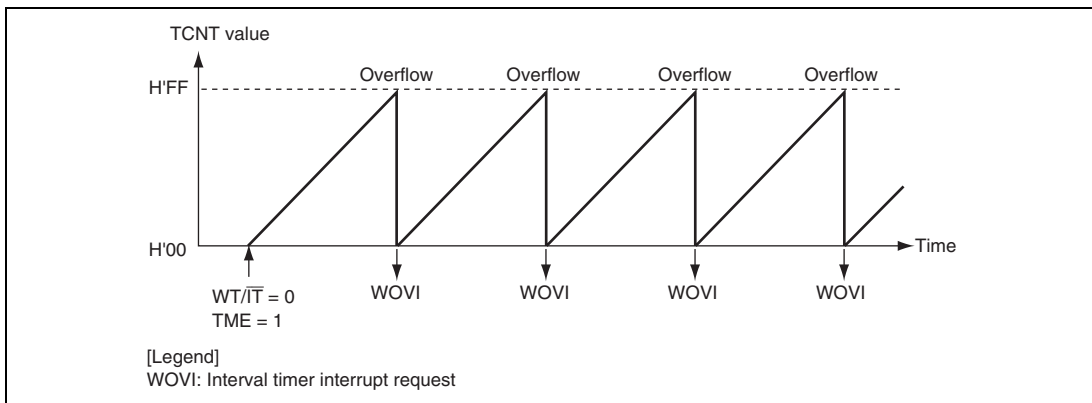 TCNT value
Overflow Overflow Overflow Overflow
H'FF
H'00
Time
WOVI WOVI WOVI WOVI
WT/I̅T̅ = 0
TME = 1
[Legend]
WOVI: Interval timer interrupt request